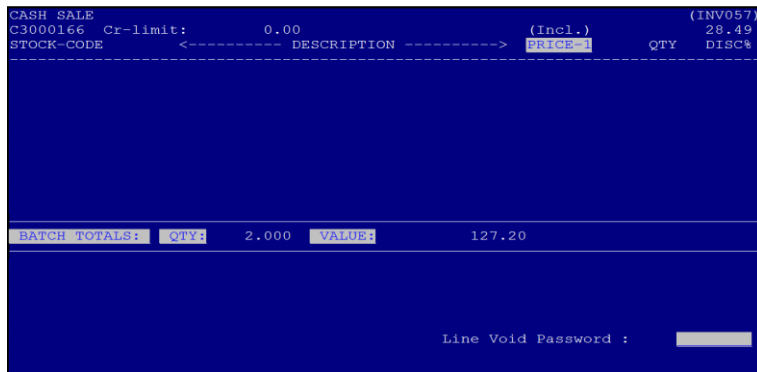 CASH SALE (INV057)
C3000166 Cr-limit: 0.00 (Incl.) 28.49
STOCK-CODE <---------- DESCRIPTION ----------> PRICE-1 QTY DISC%
BATCH TOTALS: QTY: 2.000 VALUE: 127.20
Line Void Password :